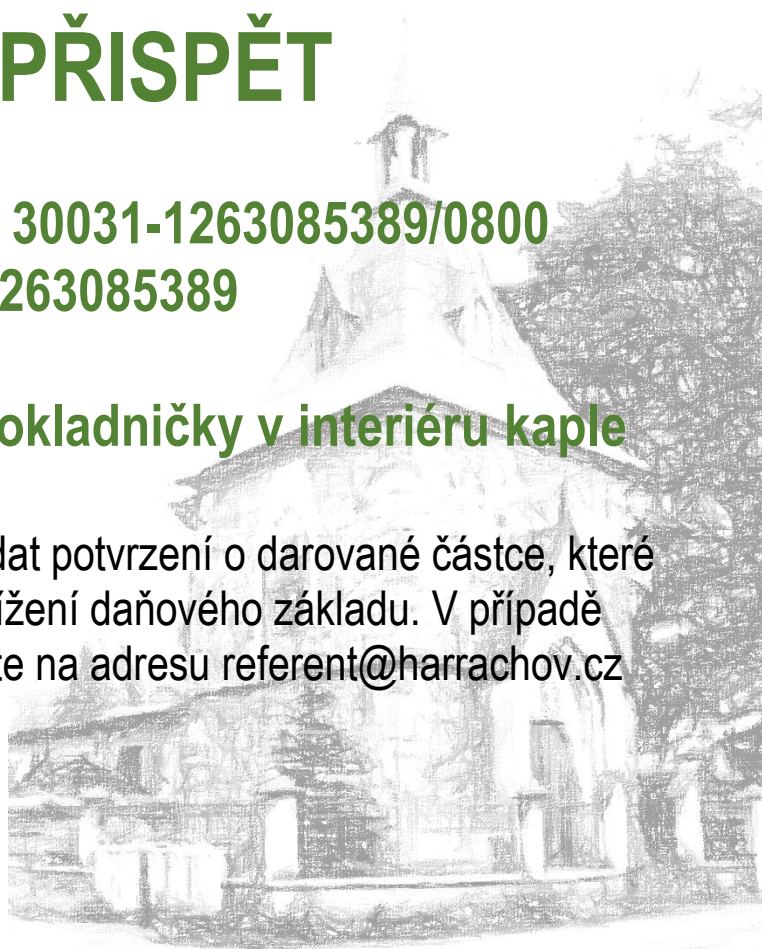 PŘISPĚT
30031-1263085389/0800
263085389
okladničky v interiéru kaple
dat potvrzení o darované částce, které
ížení daňového základu. V případě
te na adresu referent@harrachov.cz